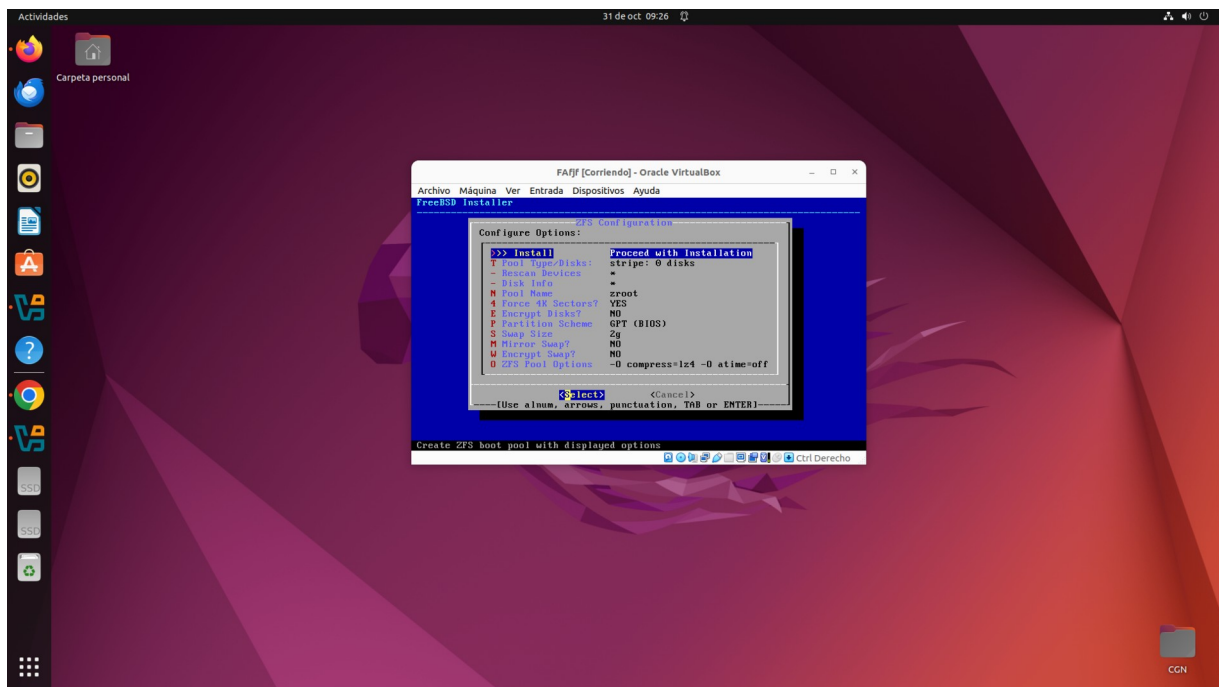 Actividades
31 de oct 09:26
Carpeta personal
FAfjf [Corriendo] - Oracle VirtualBox
Archivo Máquina Ver Entrada Dispositivos Ayuda
FreeBSD Installer
ZFS Configuration
Configure Options:
>>> Install Proceed with Installation
T Pool Type/Disks: stripe: 0 disks
- Rescan Devices *
- Disk Info *
N Pool Name zroot
4 Force 4K Sectors? YES
E Encrypt Disks? NO
P Partition Scheme GPT (BIOS)
S Swap Size 2g
M Mirror Swap? NO
W Encrypt Swap? NO
O ZFS Pool Options -O compress=lz4 -O atime=off
<Select> <Cancel>
[Use alnum, arrows, punctuation, TAB or ENTER]
Create ZFS boot pool with displayed options
Ctrl Derecho
SSD
SSD
CGN